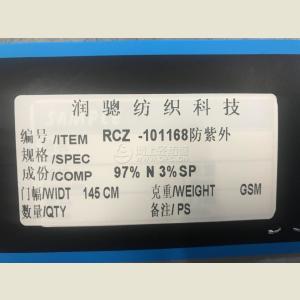 润骢纺织科技
编号/ITEM RCZ -101168防紫外
规格/SPEC
成份/COMP 97% N 3%SP
门幅/WIDT 145 CM 克重/WEIGHT GSM
数量/QTY 备注/PS